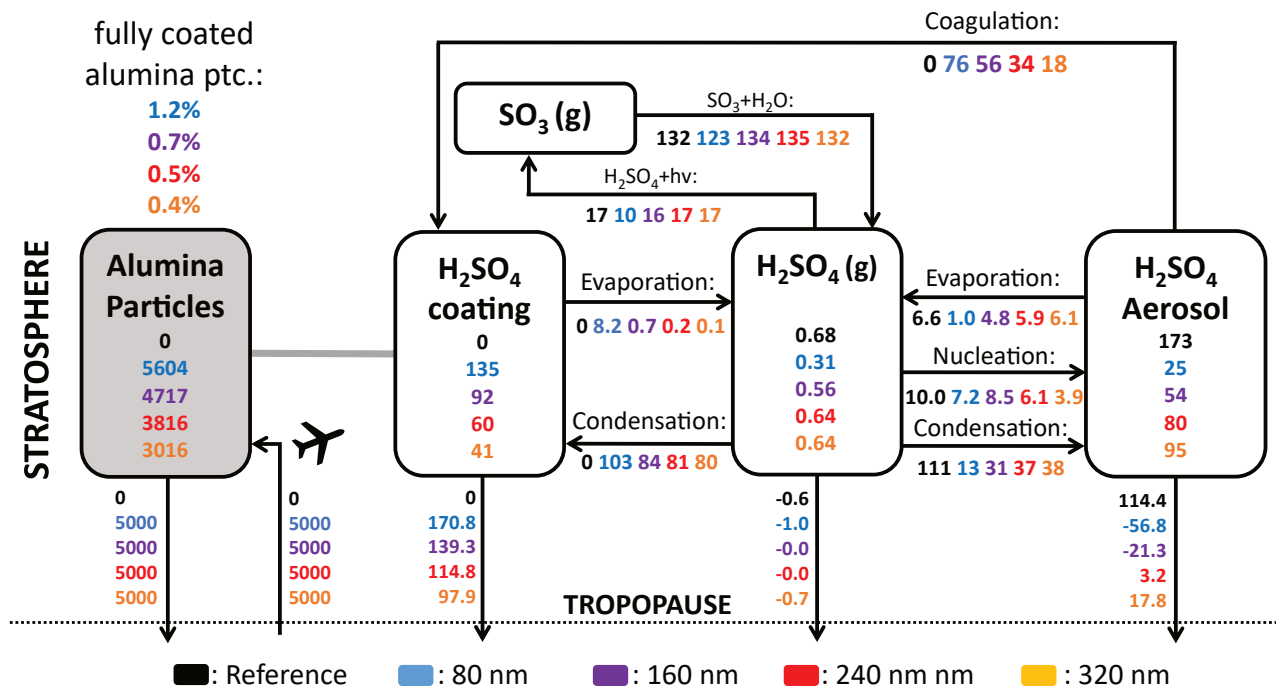 fully coated
alumina ptc.:
1.2%
0.7%
0.5%
0.4%
Coagulation:
0 76 56 34 18
SO₃ (g)
SO₃+H₂O:
132 123 134 135 132
H₂SO₄+hv:
17 10 16 17 17
STRATOSPHERE
Alumina
Particles
0
5604
4717
3816
3016
H₂SO₄
coating
0
135
92
60
41
Evaporation:
0 8.2 0.7 0.2 0.1
Condensation:
0 103 84 81 80
H₂SO₄ (g)
0.68
0.31
0.56
0.64
0.64
Evaporation:
6.6 1.0 4.8 5.9 6.1
Nucleation:
10.0 7.2 8.5 6.1 3.9
Condensation:
111 13 31 37 38
H₂SO₄
Aerosol
173
25
54
80
95
0
5000
5000
5000
5000
0
5000
5000
5000
5000
0
170.8
139.3
114.8
97.9
-0.6
-1.0
-0.0
-0.0
-0.7
114.4
-56.8
-21.3
3.2
17.8
TROPOPAUSE
: Reference
: 80 nm
: 160 nm
: 240 nm nm
: 320 nm